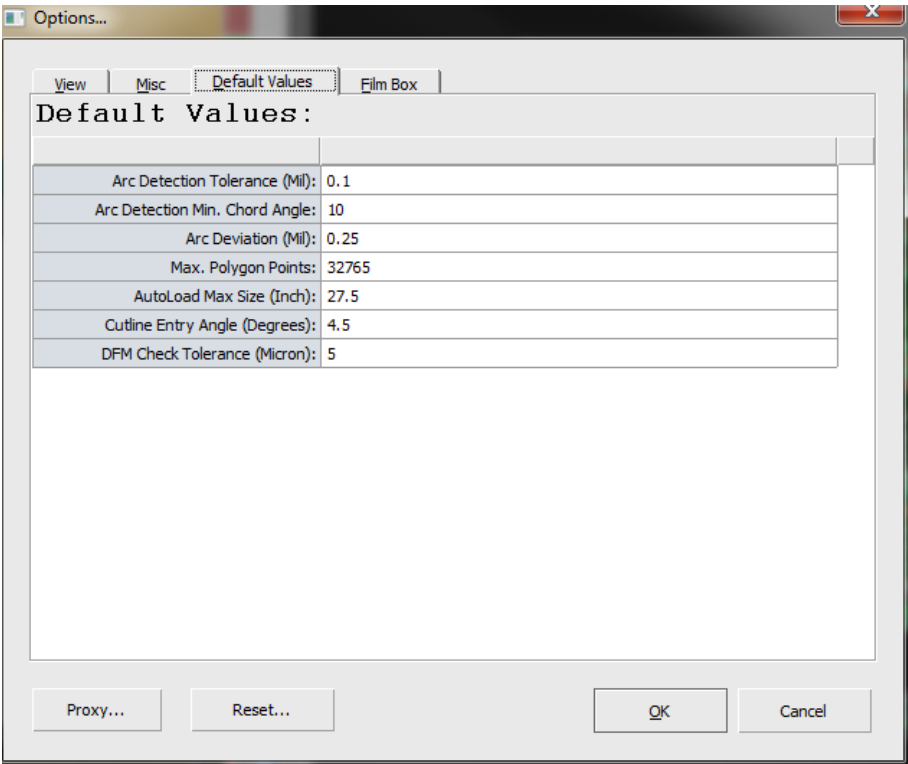 Options...
View Misc Default Values Film Box
Default Values:
Arc Detection Tolerance (Mil): 0.1
Arc Detection Min. Chord Angle: 10
Arc Deviation (Mil): 0.25
Max. Polygon Points: 32765
AutoLoad Max Size (Inch): 27.5
Cutline Entry Angle (Degrees): 4.5
DFM Check Tolerance (Micron): 5
Proxy... Reset... OK Cancel